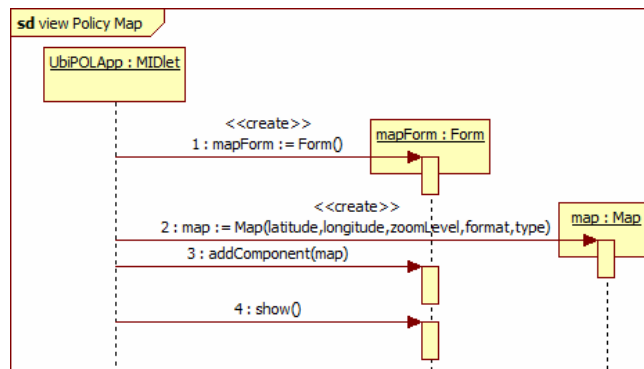 sd view Policy Map
UbiPOLApp : MIDlet
<<create>>
1 : mapForm := Form()
mapForm : Form
<<create>>
2 : map := Map(latitude,longitude,zoomLevel,format,type)
map : Map
3 : addComponent(map)
4 : show()